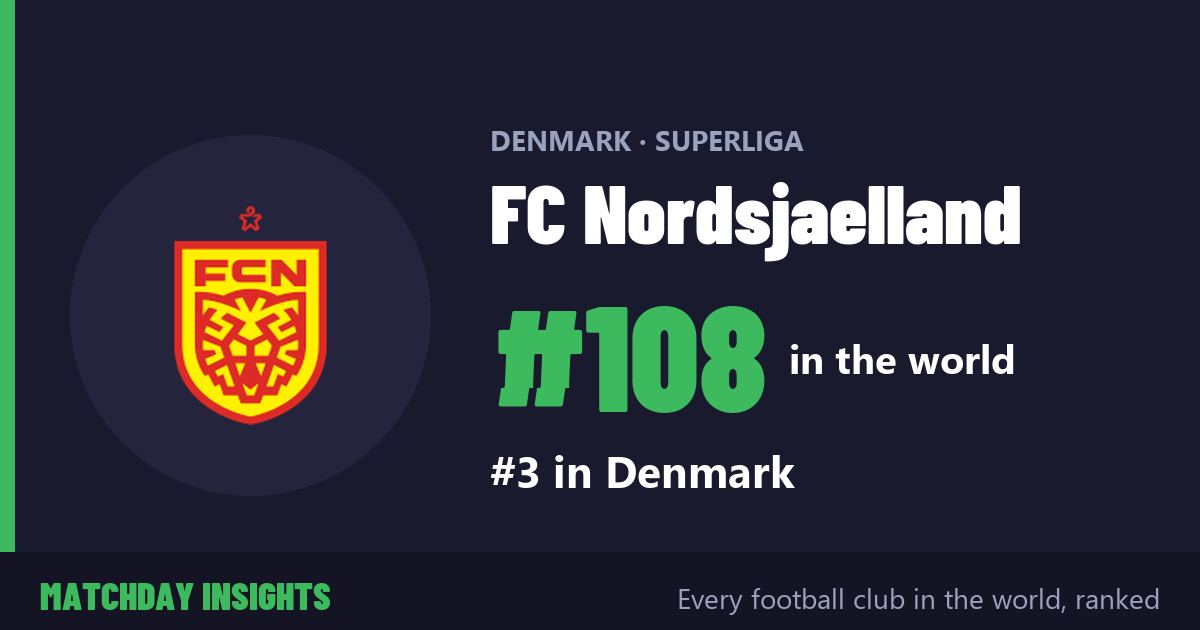 DENMARK · SUPERLIGA
FC Nordsjaelland
FCN
#108 in the world
#3 in Denmark
MATCHDAY INSIGHTS
Every football club in the world, ranked